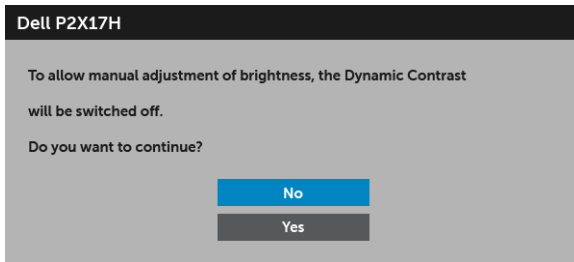 Dell P2X17H
To allow manual adjustment of brightness, the Dynamic Contrast
will be switched off.
Do you want to continue?
No
Yes